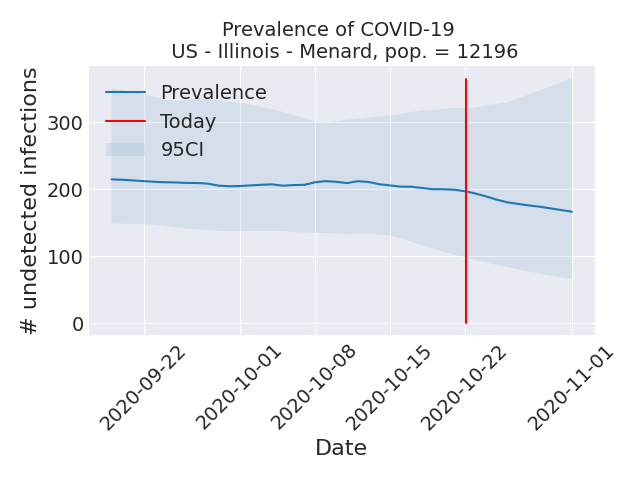 Prevalence of COVID-19
US - Illinois - Menard, pop. = 12196
Prevalence
Today
95CI
# undetected infections
300
200
100
0
2020-09-22
2020-10-01
2020-10-08
2020-10-15
2020-10-22
2020-11-01
Date